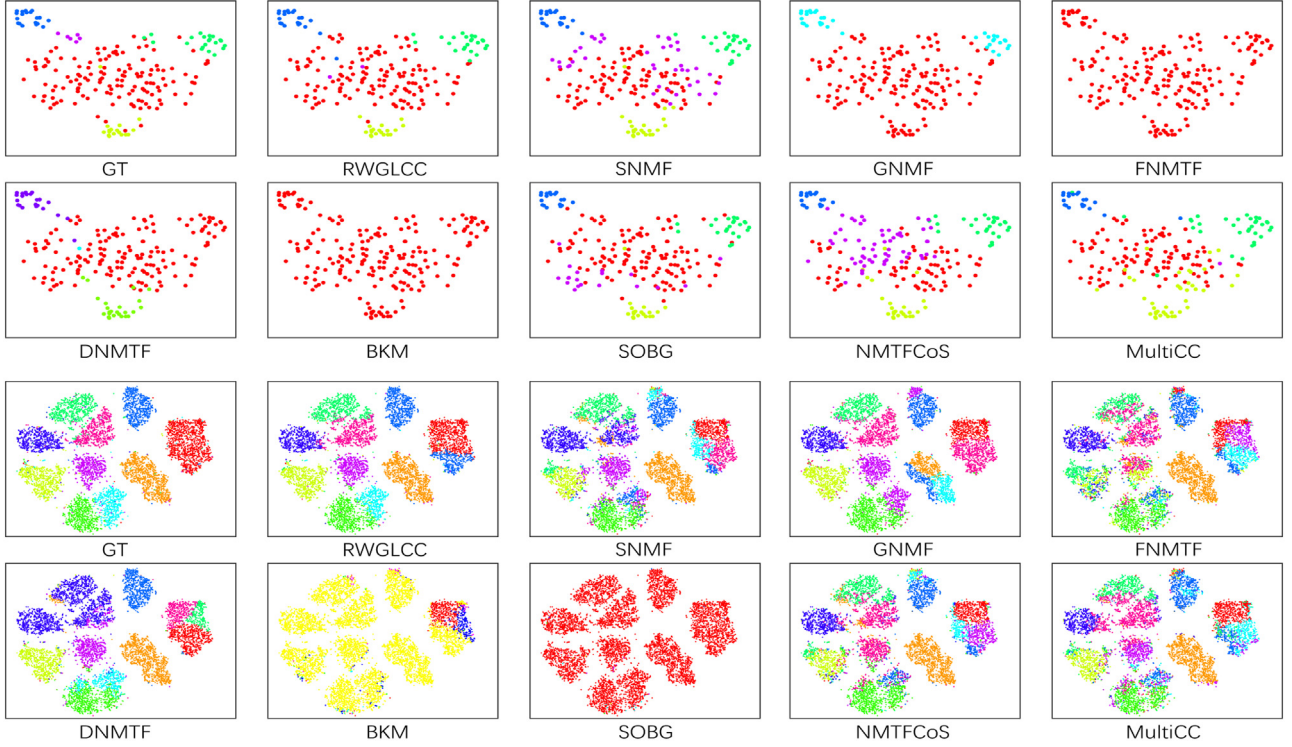 GT RWGLCC SNMF GNMF FNMTF
DNMTF BKM SOBG NMTFCoS MultiCC
GT RWGLCC SNMF GNMF FNMTF
DNMTF BKM SOBG NMTFCoS MultiCC